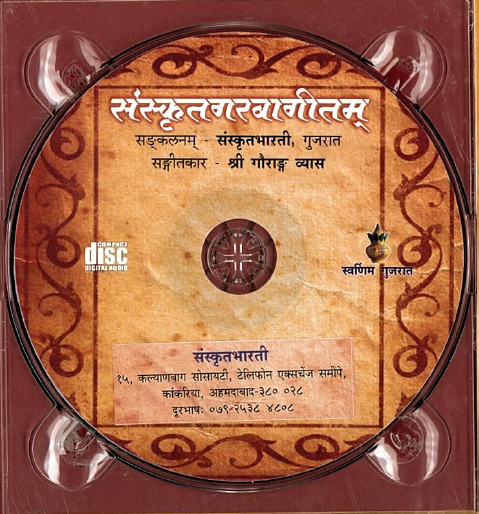 संस्कृतगरबागीतम्
सङ्कलनम् - संस्कृतभारती, गुजरात
सङ्गीतकार - श्री गौराङ्ग व्यास
COMPACT
disc
DIGITAL AUDIO
स्वर्णिम गुजरात
संस्कृतभारती
१५, कल्याणबाग सोसायटी, टेलिफोन एक्सचेंज समीपे,
कांकरिया, अहमदाबाद-३८० ०२८
दूरभाषः ०७९-२५३८ ४८०८